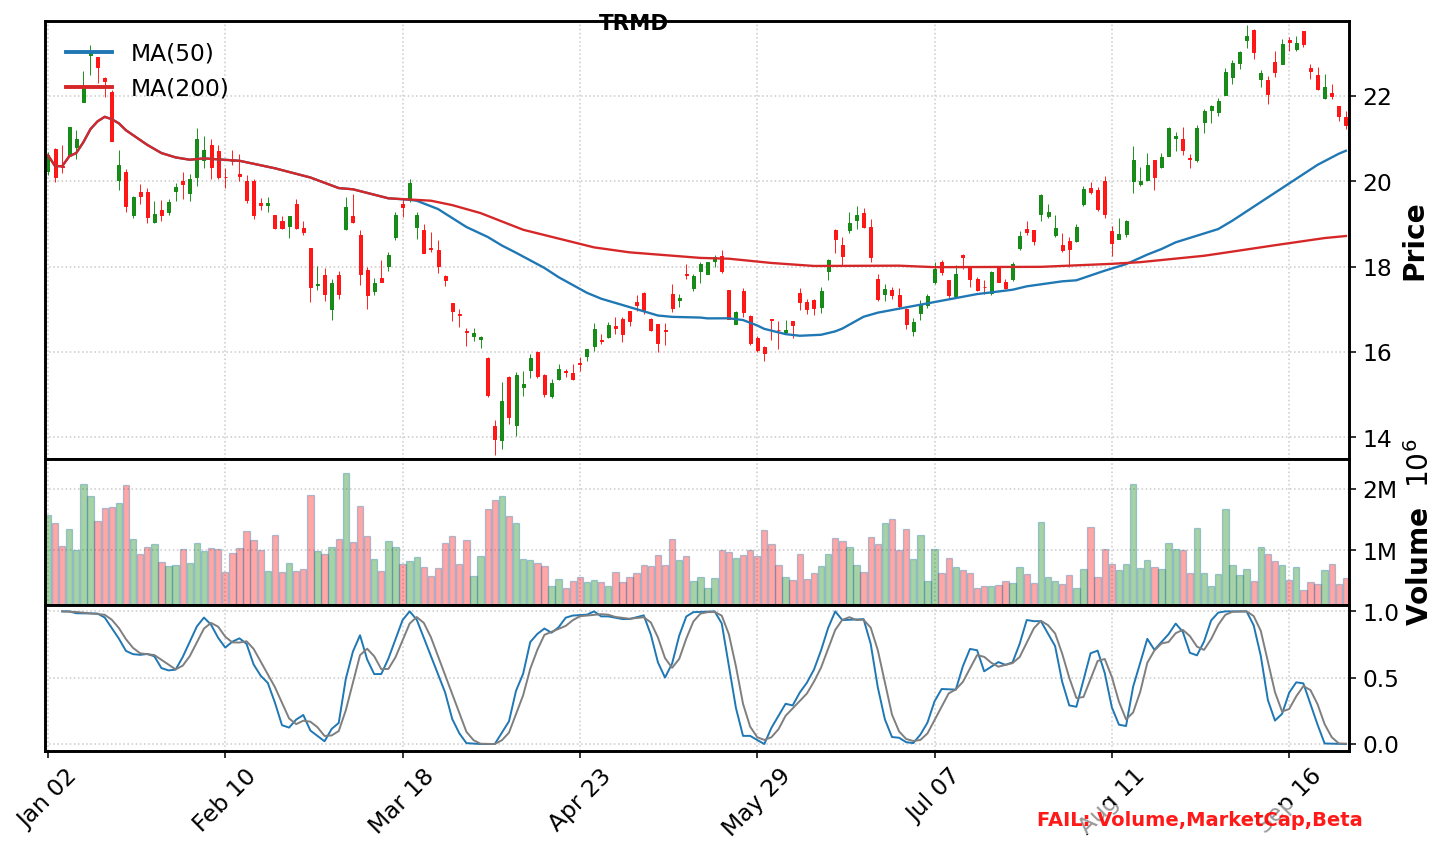 TRMD
MA(50)
MA(200)
22
20
18
16
14
Price
2M
1M
Volume 10⁶
1.0
0.5
0.0
Jan 02
Feb 10
Mar 18
Apr 23
May 29
Jul 07
Aug 11
Sep 16
FAIL: Volume,MarketCap,Beta